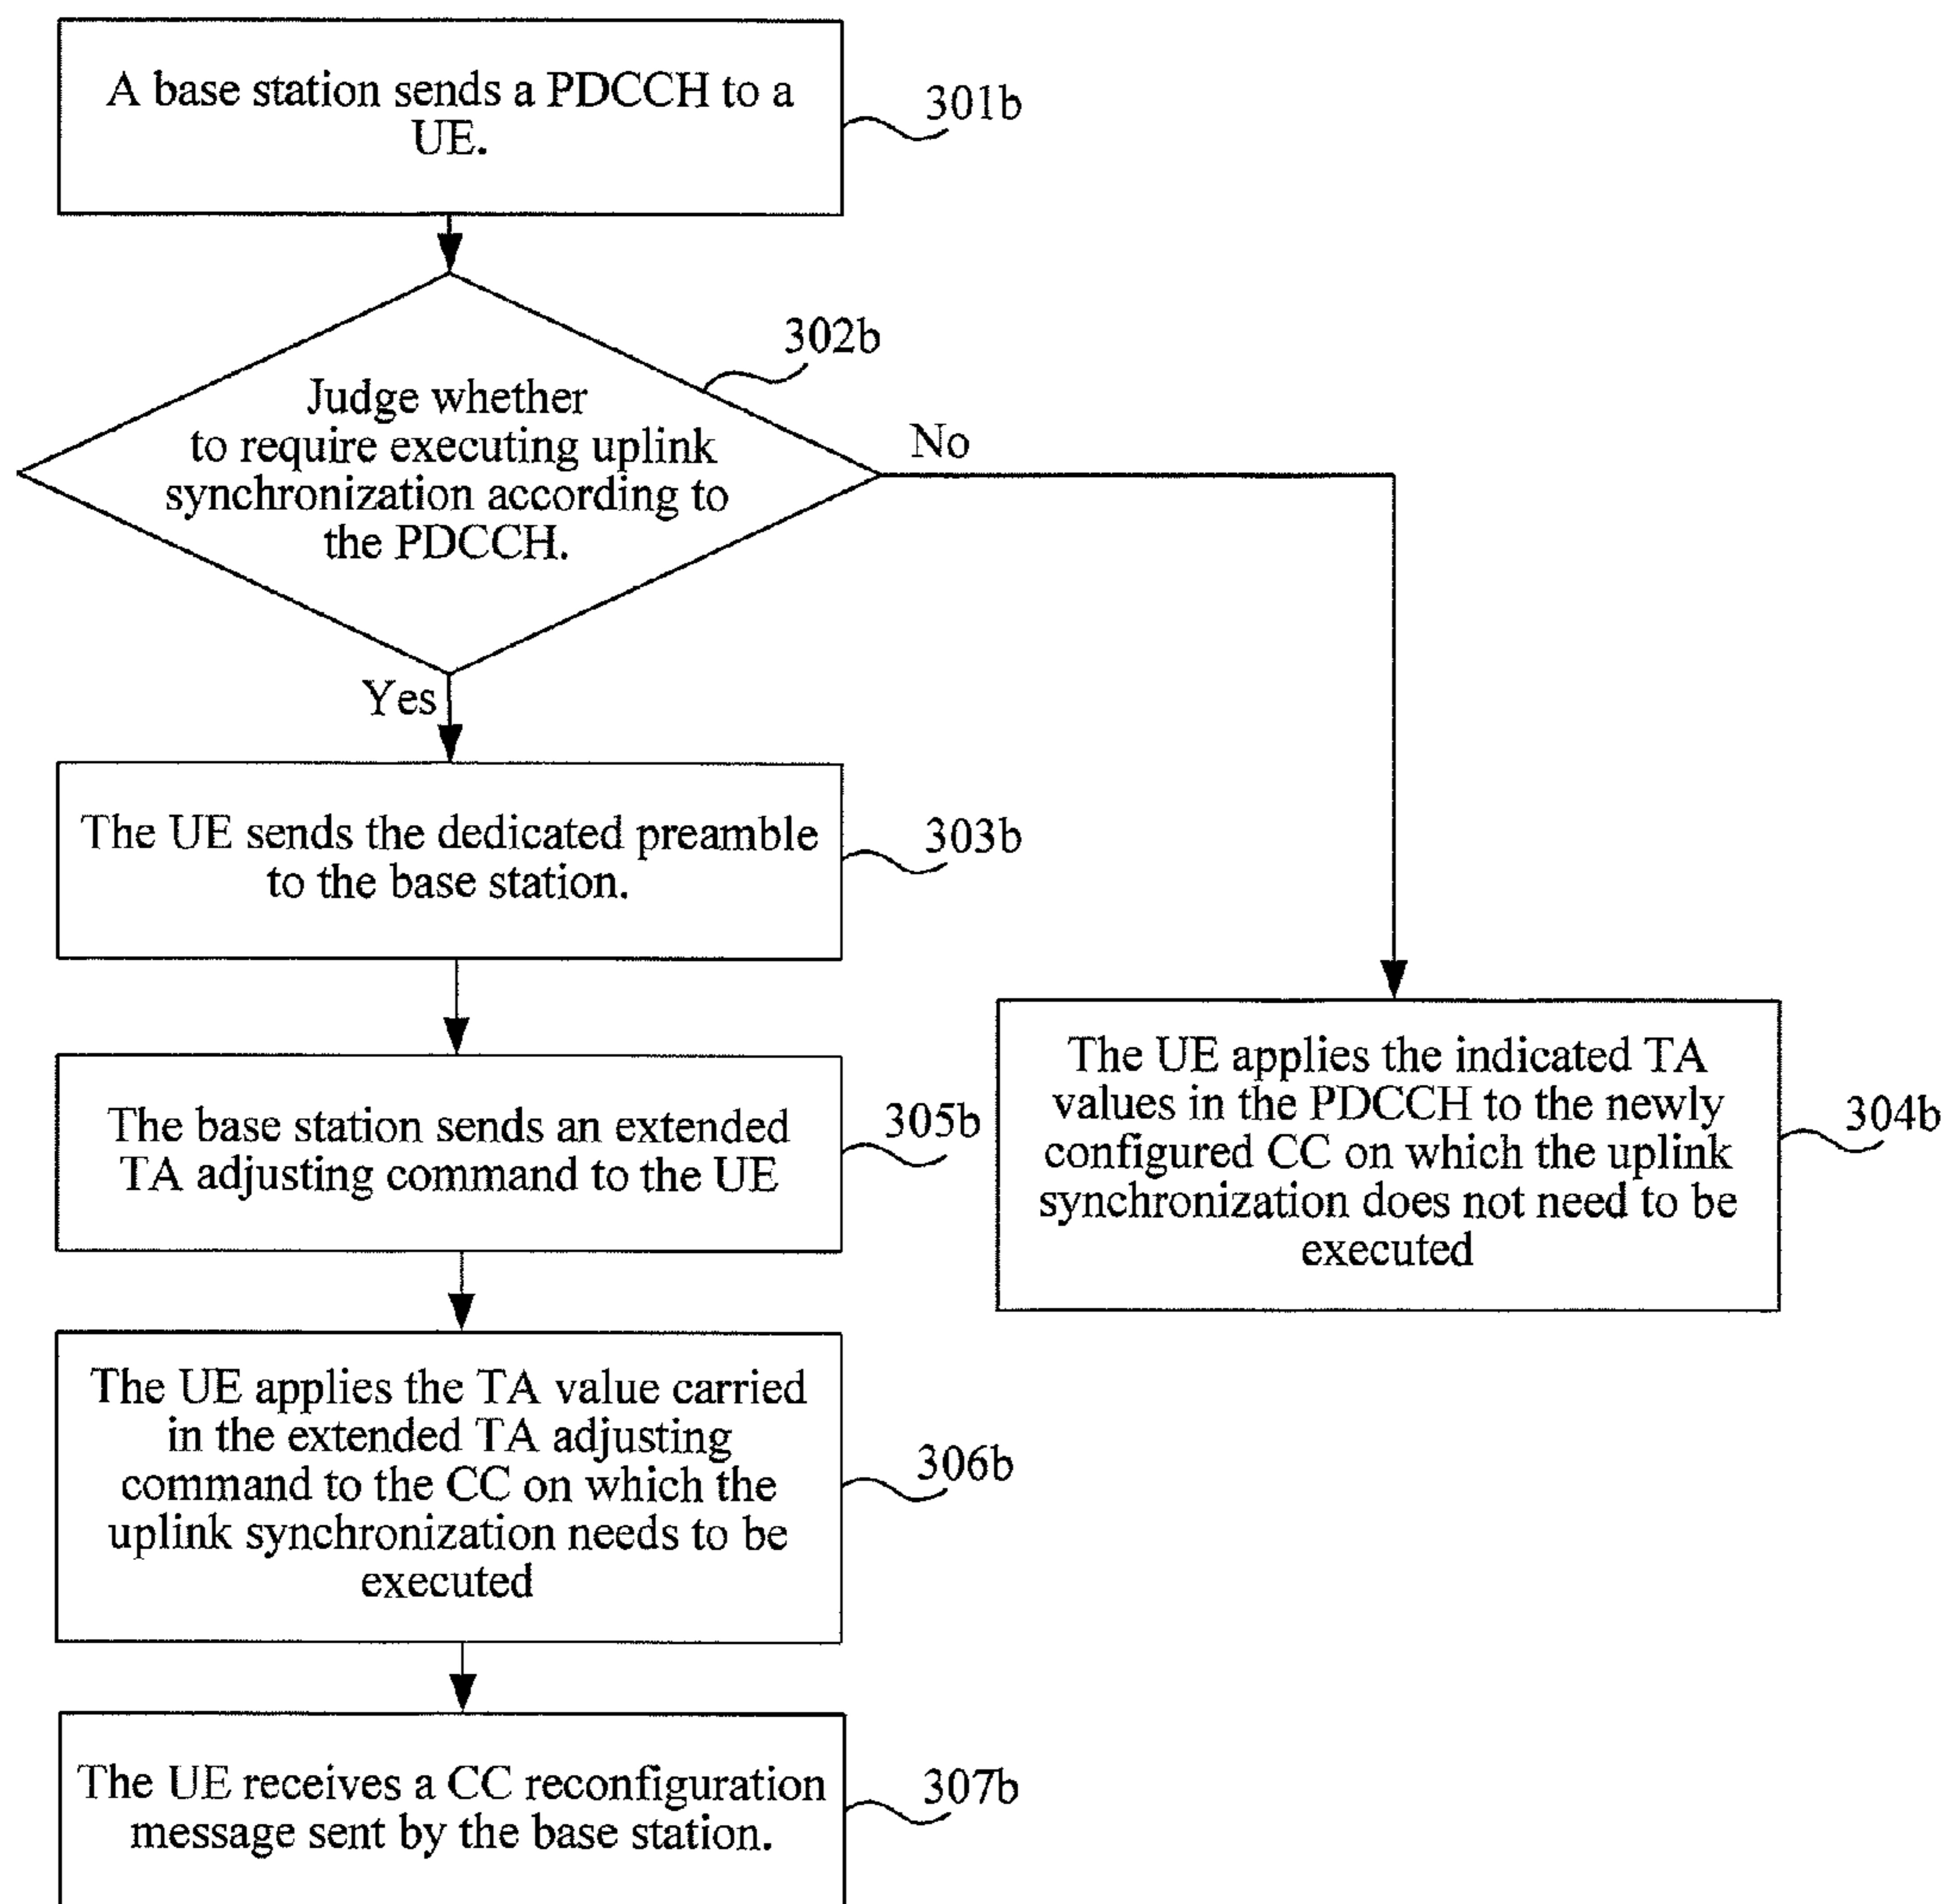 A base station sends a PDCCH to a
UE.
301b
302b
Judge whether
to require executing uplink
synchronization according to
the PDCCH.
No
Yes
The UE sends the dedicated preamble
to the base station.
303b
The base station sends an extended
TA adjusting command to the UE
305b
The UE applies the indicated TA
values in the PDCCH to the newly
configured CC on which the uplink
synchronization does not need to be
executed
304b
The UE applies the TA value carried
in the extended TA adjusting
command to the CC on which the
uplink synchronization needs to be
executed
306b
The UE receives a CC reconfiguration
message sent by the base station.
307b